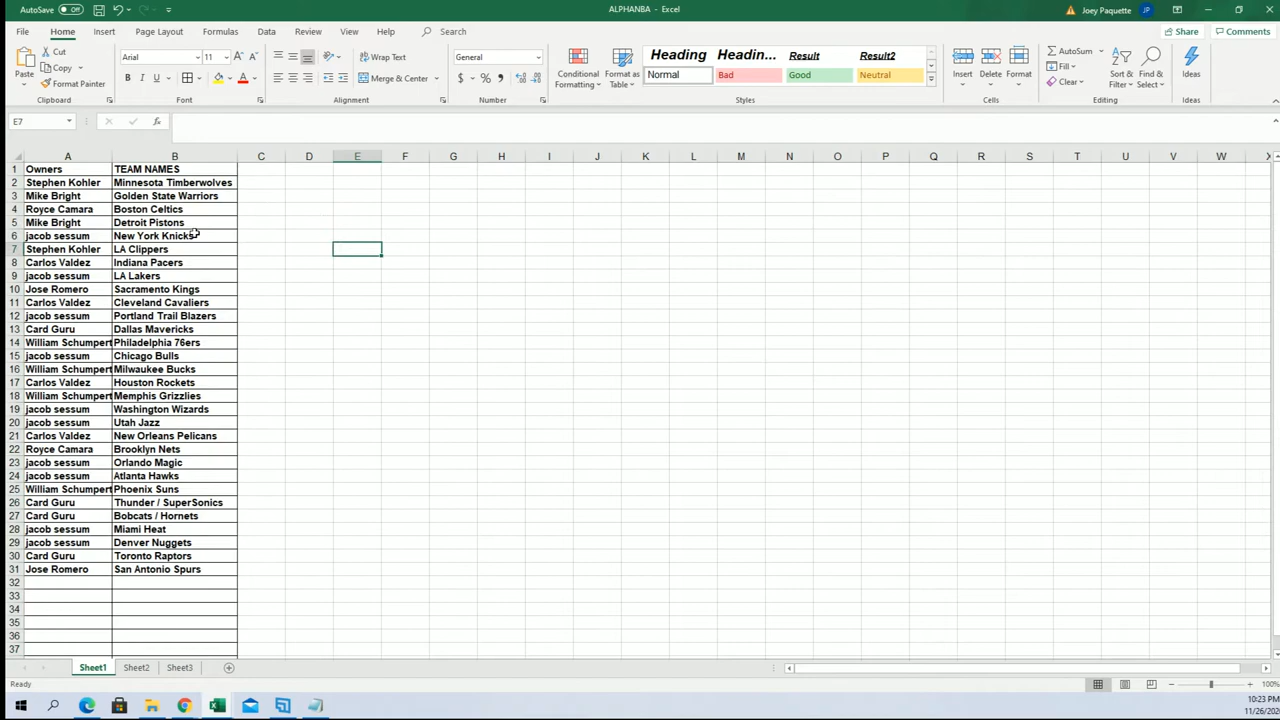 AutoSave Off
ALPHANBA - Excel
Joey Paquette JP
File Home Insert Page Layout Formulas Data Review View Help Search Share Comments
Paste Cut Copy Format Painter Clipboard
Arial 11 A A B I U A Font
Wrap Text Merge & Center Alignment
General $ % , Number
Conditional Formatting Format as Table
Heading Headin... Result Result2
Normal Bad Good Neutral
Styles
Insert Delete Format Cells
AutoSum Fill Clear Sort & Filter Find & Select Editing
Ideas Ideas
E7 fx
A B C D E F G H I J K L M N O P Q R S T U V W X
1 Owners TEAM NAMES
2 Stephen Kohler Minnesota Timberwolves
3 Mike Bright Golden State Warriors
4 Royce Camara Boston Celtics
5 Mike Bright Detroit Pistons
6 jacob sessum New York Knicks
7 Stephen Kohler LA Clippers
8 Carlos Valdez Indiana Pacers
9 jacob sessum LA Lakers
10 Jose Romero Sacramento Kings
11 Carlos Valdez Cleveland Cavaliers
12 jacob sessum Portland Trail Blazers
13 Card Guru Dallas Mavericks
14 William Schumpert Philadelphia 76ers
15 jacob sessum Chicago Bulls
16 William Schumpert Milwaukee Bucks
17 Carlos Valdez Houston Rockets
18 William Schumpert Memphis Grizzlies
19 jacob sessum Washington Wizards
20 jacob sessum Utah Jazz
21 Carlos Valdez New Orleans Pelicans
22 Royce Camara Brooklyn Nets
23 jacob sessum Orlando Magic
24 jacob sessum Atlanta Hawks
25 William Schumpert Phoenix Suns
26 Card Guru Thunder / SuperSonics
27 Card Guru Bobcats / Hornets
28 jacob sessum Miami Heat
29 jacob sessum Denver Nuggets
30 Card Guru Toronto Raptors
31 Jose Romero San Antonio Spurs
32
33
34
35
36
37
Sheet1 Sheet2 Sheet3
Ready 100%
10:23 PM
11/26/20